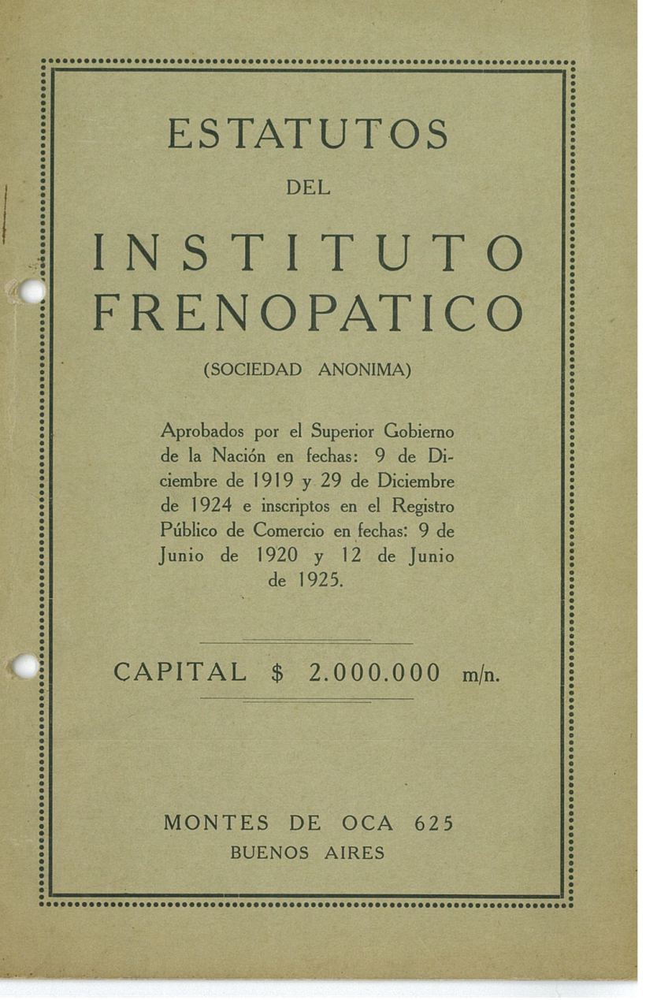 ESTATUTOS
DEL
INSTITUTO
FRENOPATICO
(SOCIEDAD ANONIMA)
Aprobados por el Superior Gobierno
de la Nación en fechas: 9 de Di-
ciembre de 1919 y 29 de Diciembre
de 1924 e inscriptos en el Registro
Público de Comercio en fechas: 9 de
Junio de 1920 y 12 de Junio
de 1925.
CAPITAL $ 2.000.000 m/n.
MONTES DE OCA 625
BUENOS AIRES